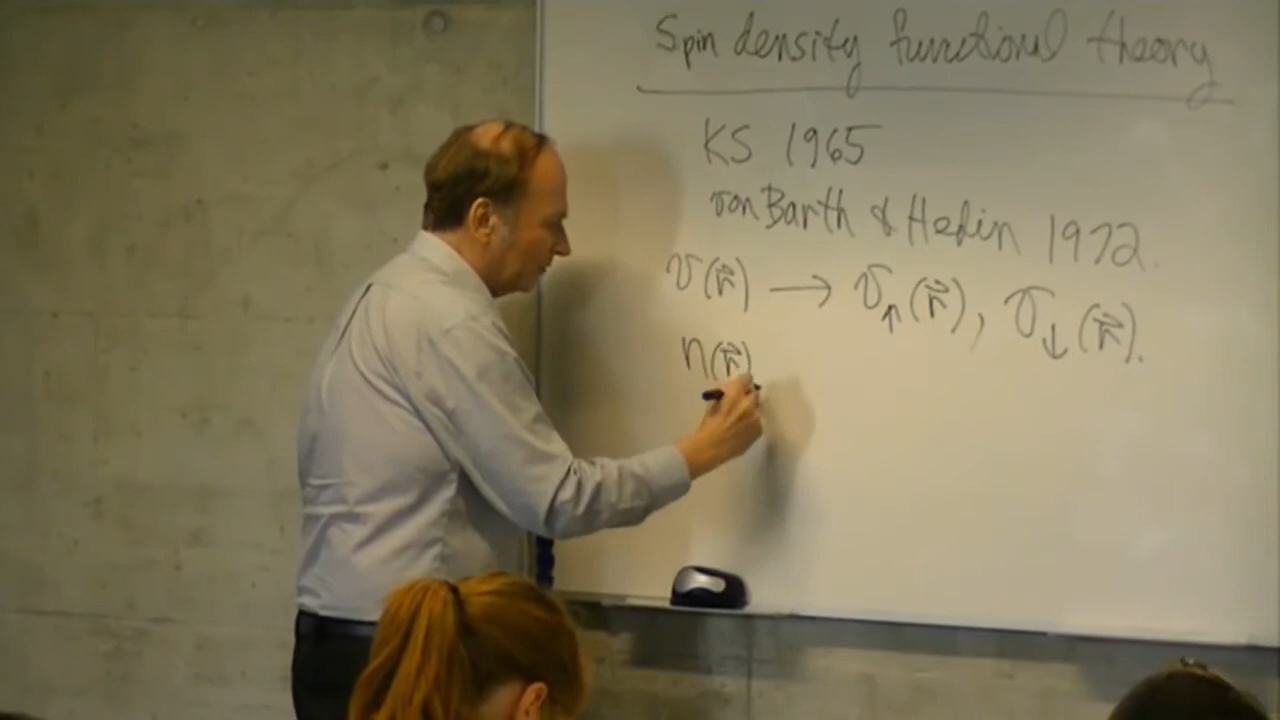 Spin density functional theory
KS 1965
von Barth & Hedin 1972.
v(r⃗) → v↑(r⃗), v↓(r⃗).
n(r⃗)